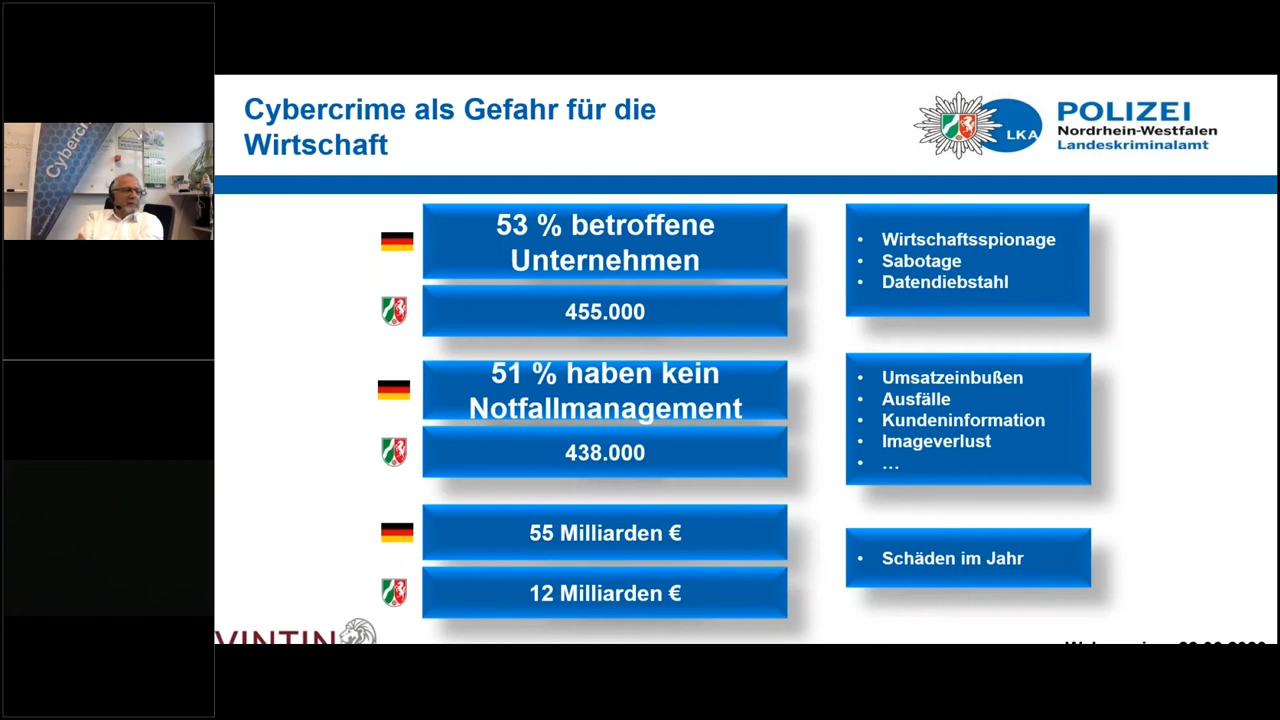 Cybercrime als Gefahr für die
Wirtschaft
LKA
POLIZEI
Nordrhein-Westfalen
Landeskriminalamt
53 % betroffene
Unternehmen
455.000
• Wirtschaftsspionage
• Sabotage
• Datendiebstahl
51 % haben kein
Notfallmanagement
438.000
• Umsatzeinbußen
• Ausfälle
• Kundeninformation
• Imageverlust
• ...
55 Milliarden €
12 Milliarden €
• Schäden im Jahr
VINTIN